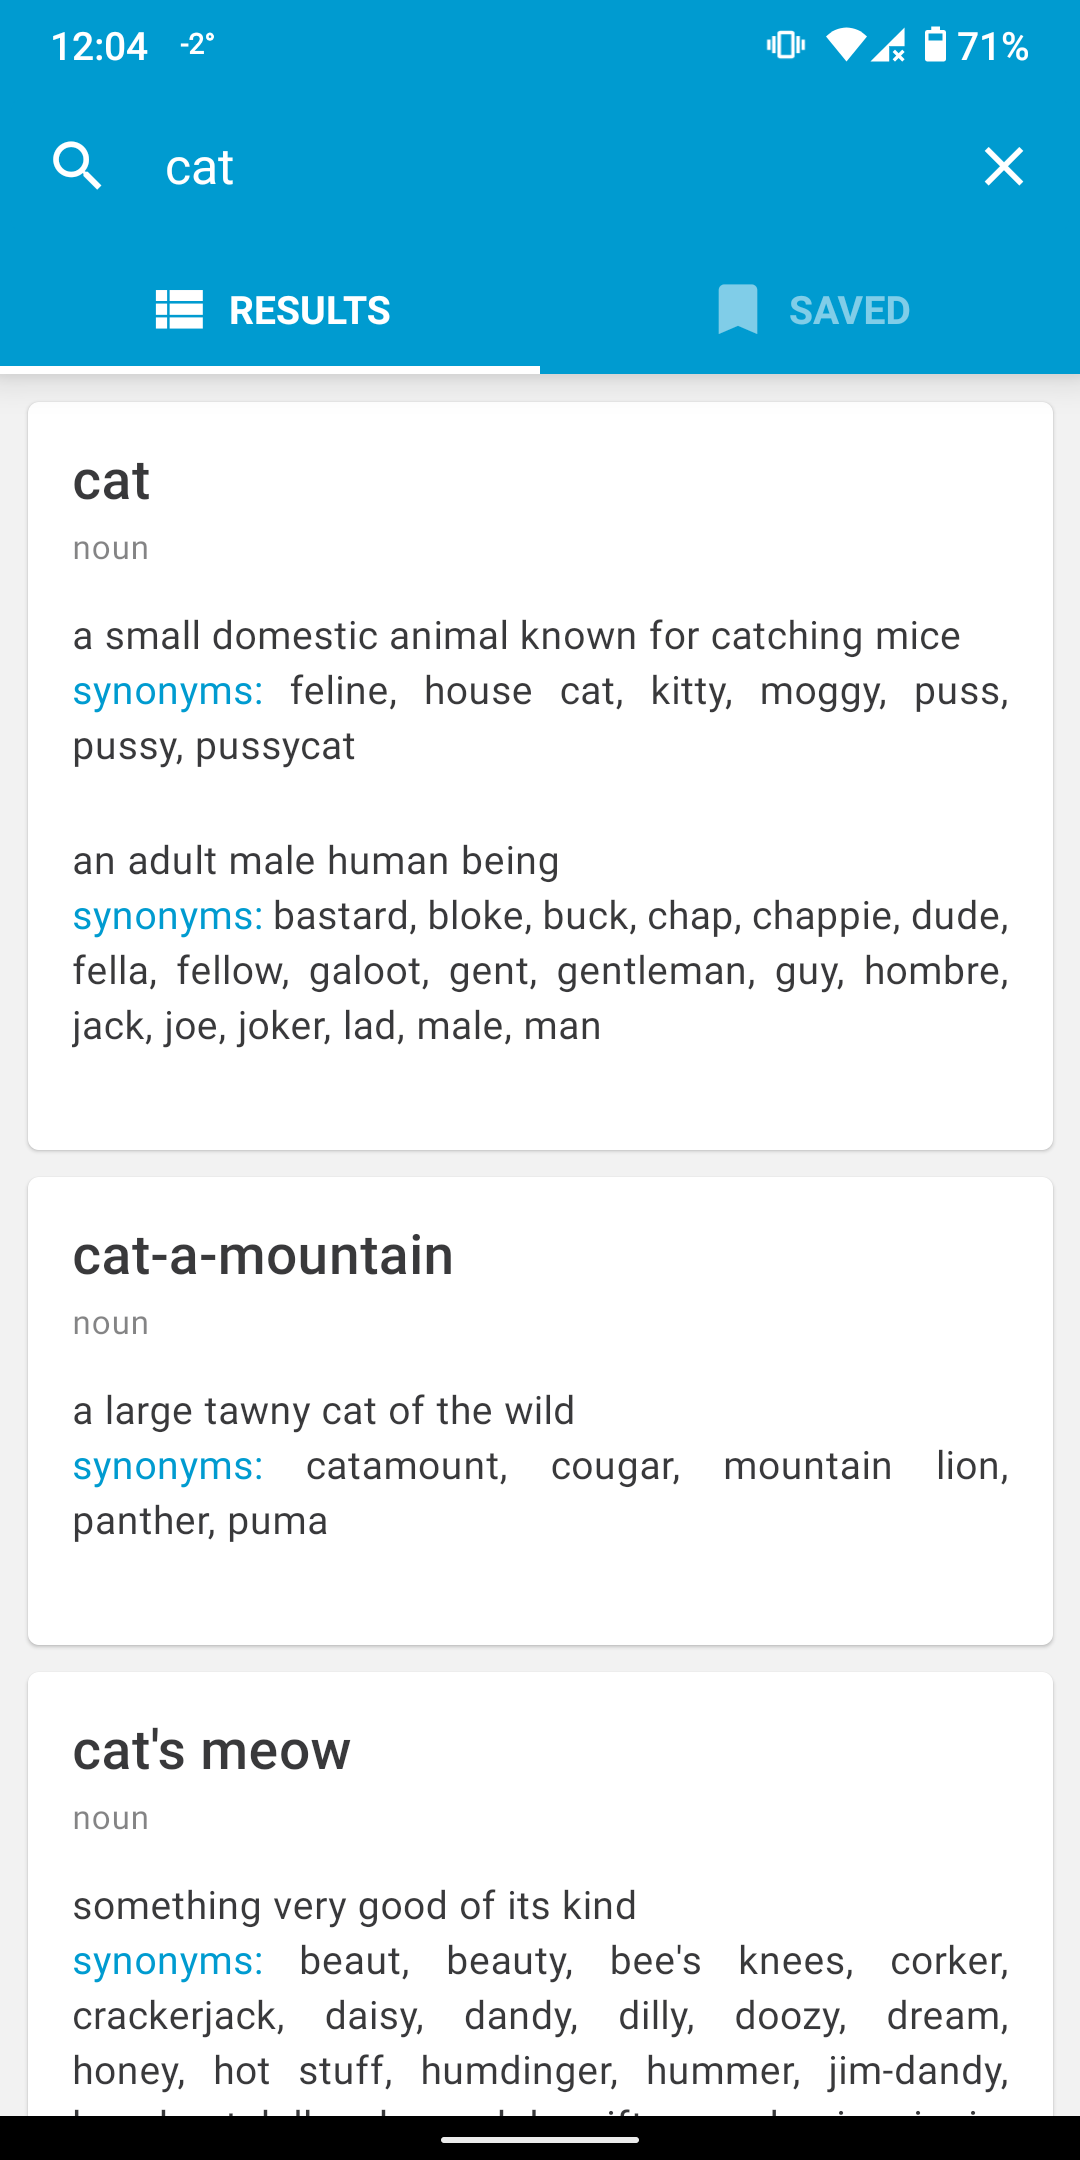 12:04 -2° 71%
cat
RESULTS SAVED
cat
noun
a small domestic animal known for catching mice
synonyms: feline, house cat, kitty, moggy, puss,
pussy, pussycat
an adult male human being
synonyms: bastard, bloke, buck, chap, chappie, dude,
fella, fellow, galoot, gent, gentleman, guy, hombre,
jack, joe, joker, lad, male, man
cat-a-mountain
noun
a large tawny cat of the wild
synonyms: catamount, cougar, mountain lion,
panther, puma
cat's meow
noun
something very good of its kind
synonyms: beaut, beauty, bee's knees, corker,
crackerjack, daisy, dandy, dilly, doozy, dream,
honey, hot stuff, humdinger, hummer, jim-dandy,